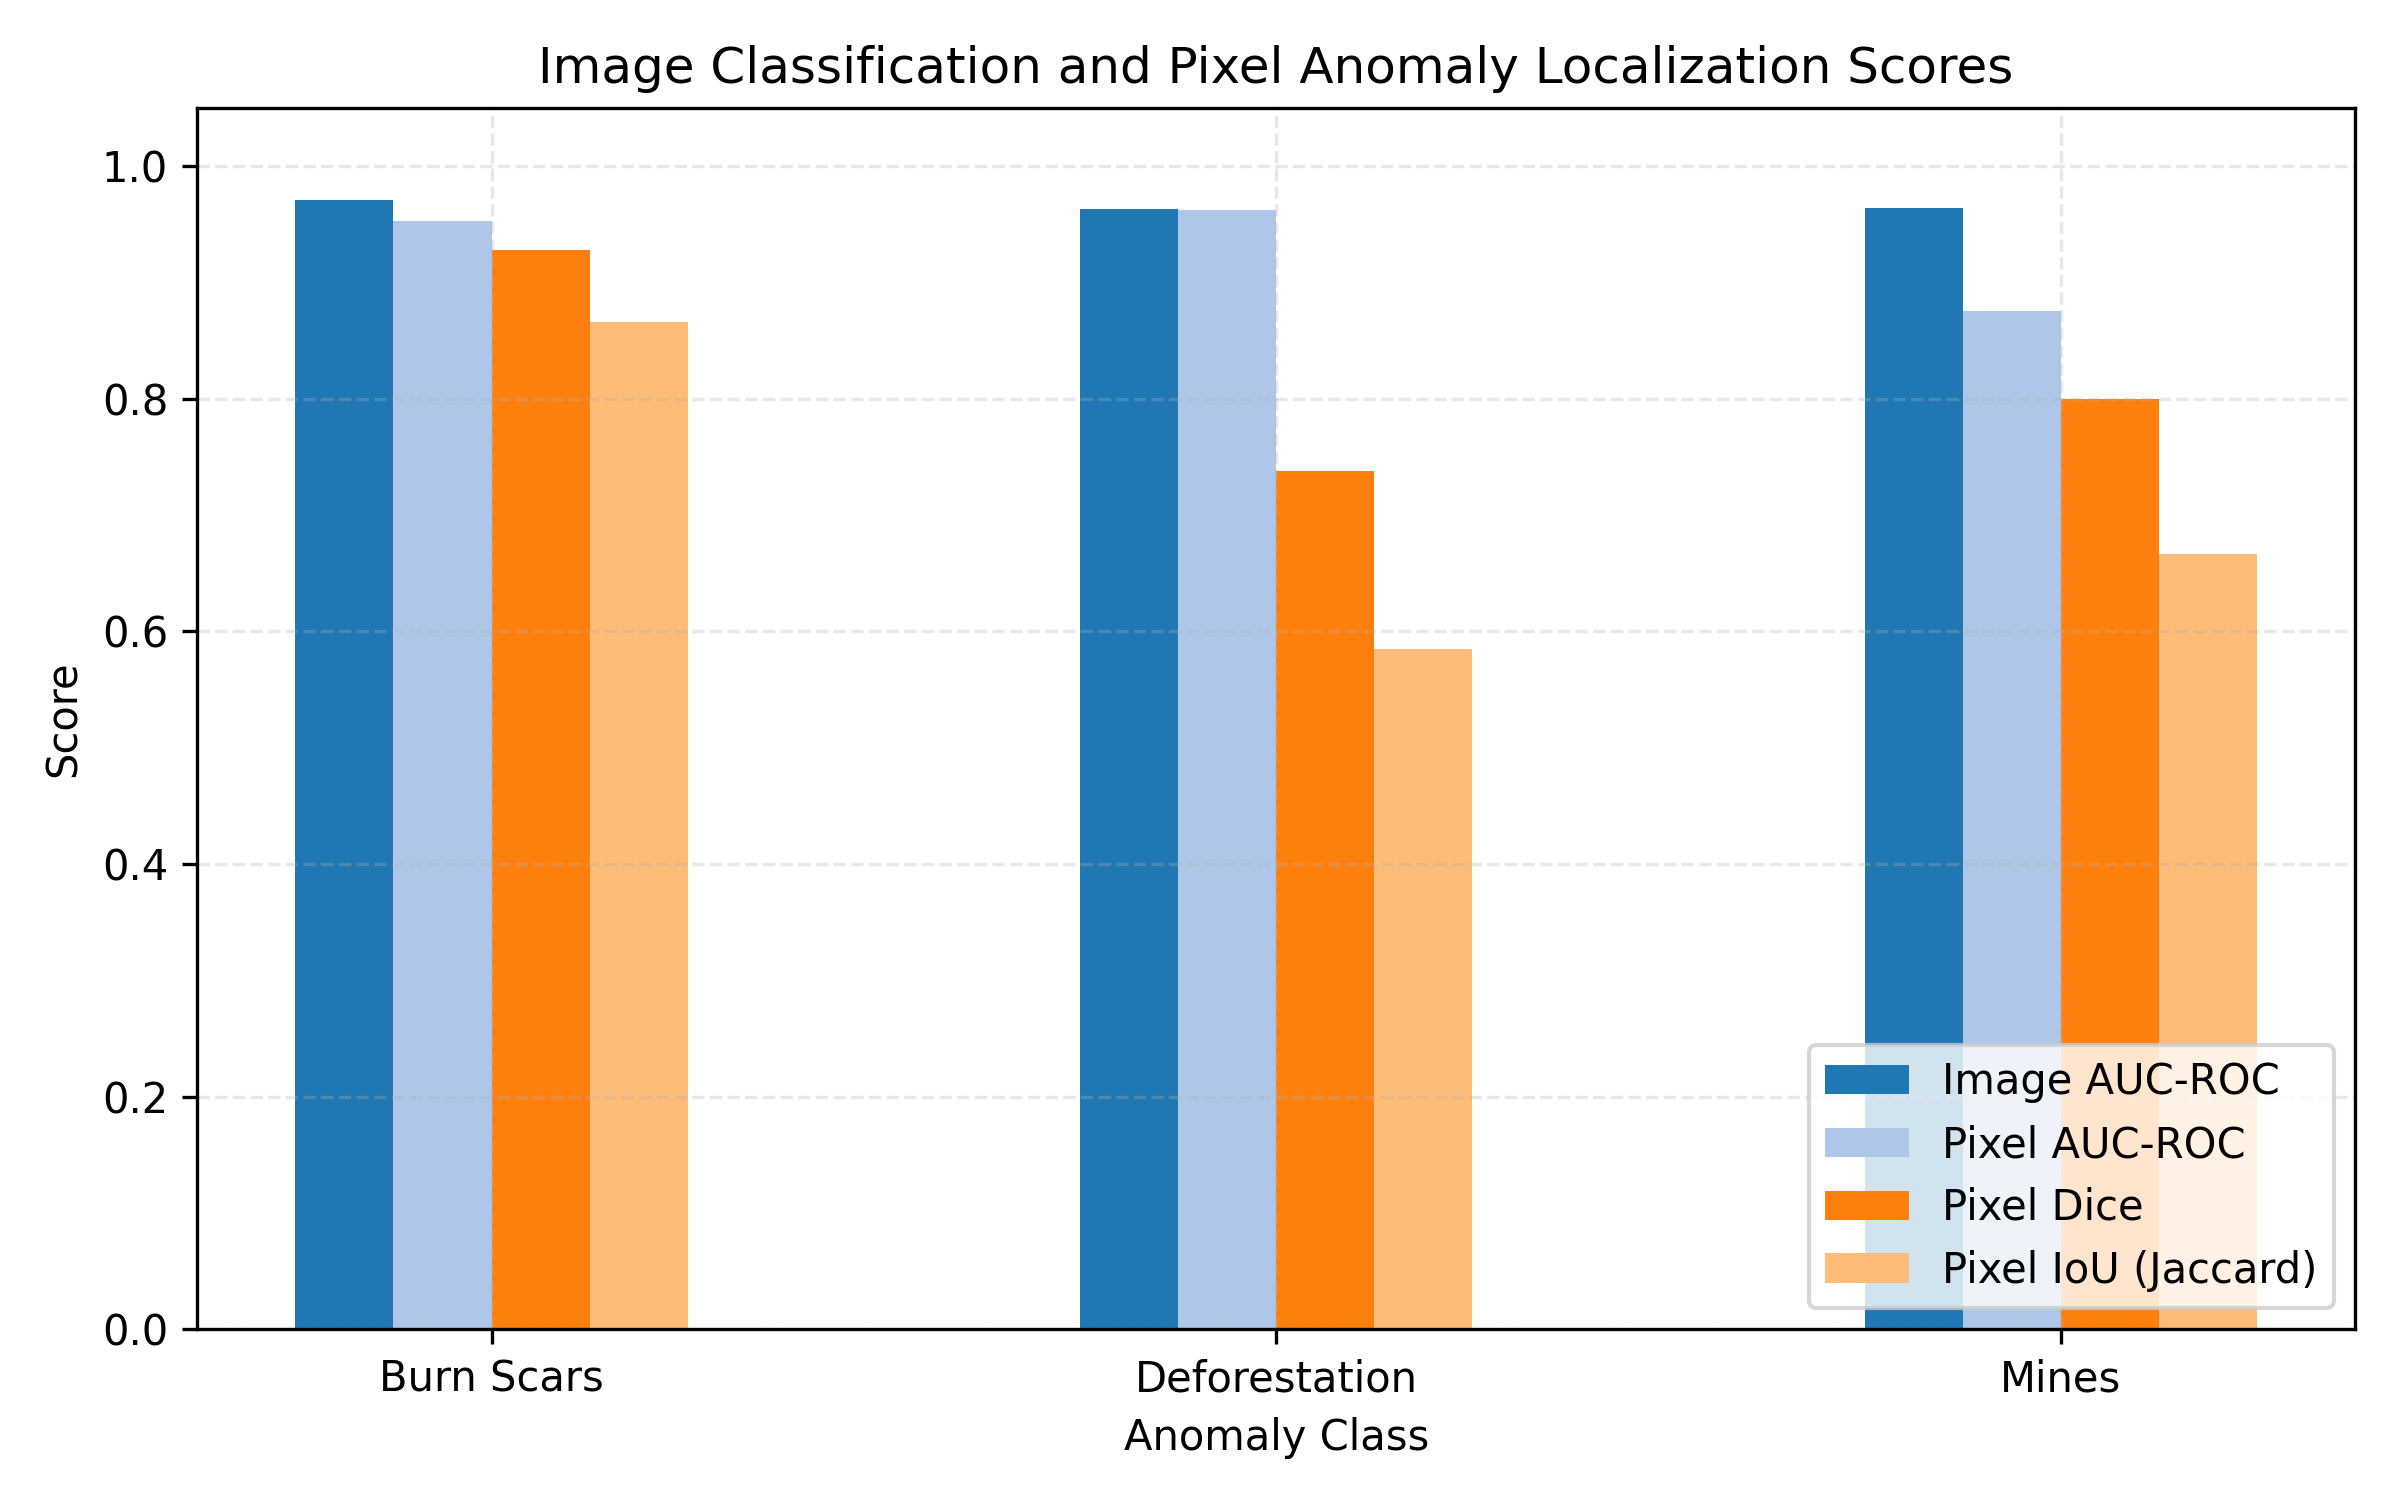 Image Classification and Pixel Anomaly Localization Scores
Score
1.0
0.8
0.6
0.4
0.2
0.0
Image AUC-ROC
Pixel AUC-ROC
Pixel Dice
Pixel IoU (Jaccard)
Burn Scars
Deforestation
Mines
Anomaly Class